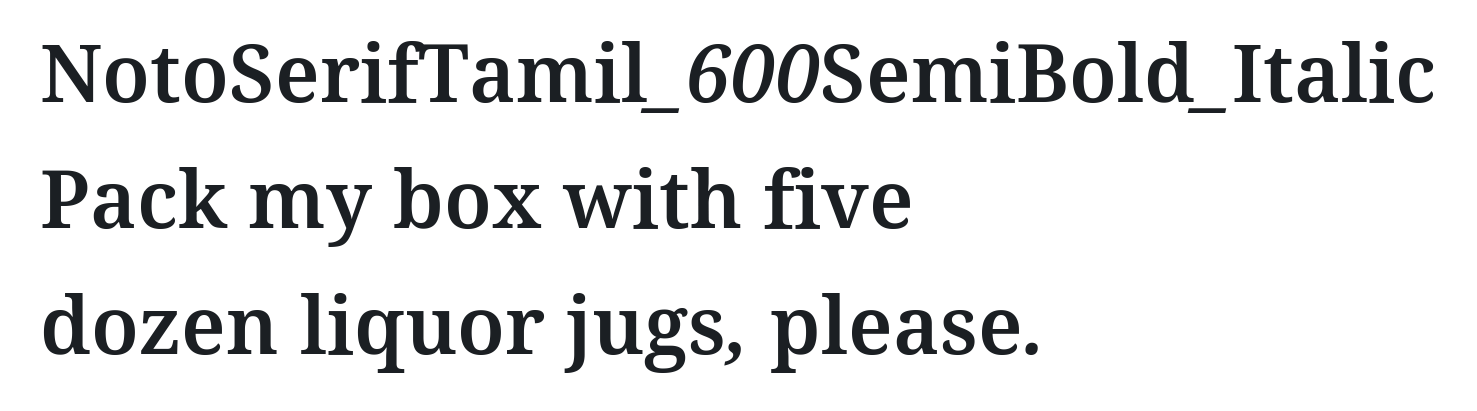 NotoSerifTamil_600SemiBold_Italic
Pack my box with five
dozen liquor jugs, please.